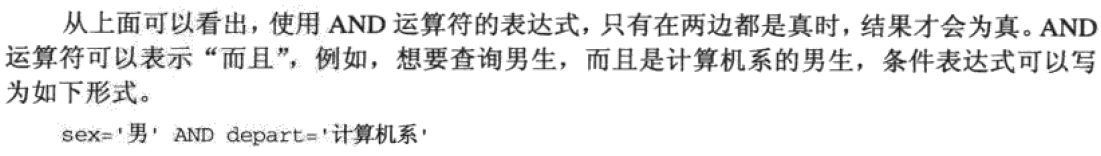 从上面可以看出，使用 AND 运算符的表达式，只有在两边都是真时，结果才会为真。AND
运算符可以表示“而且”，例如，想要查询男生，而且是计算机系的男生，条件表达式可以写
为如下形式。
sex='男' AND depart='计算机系'